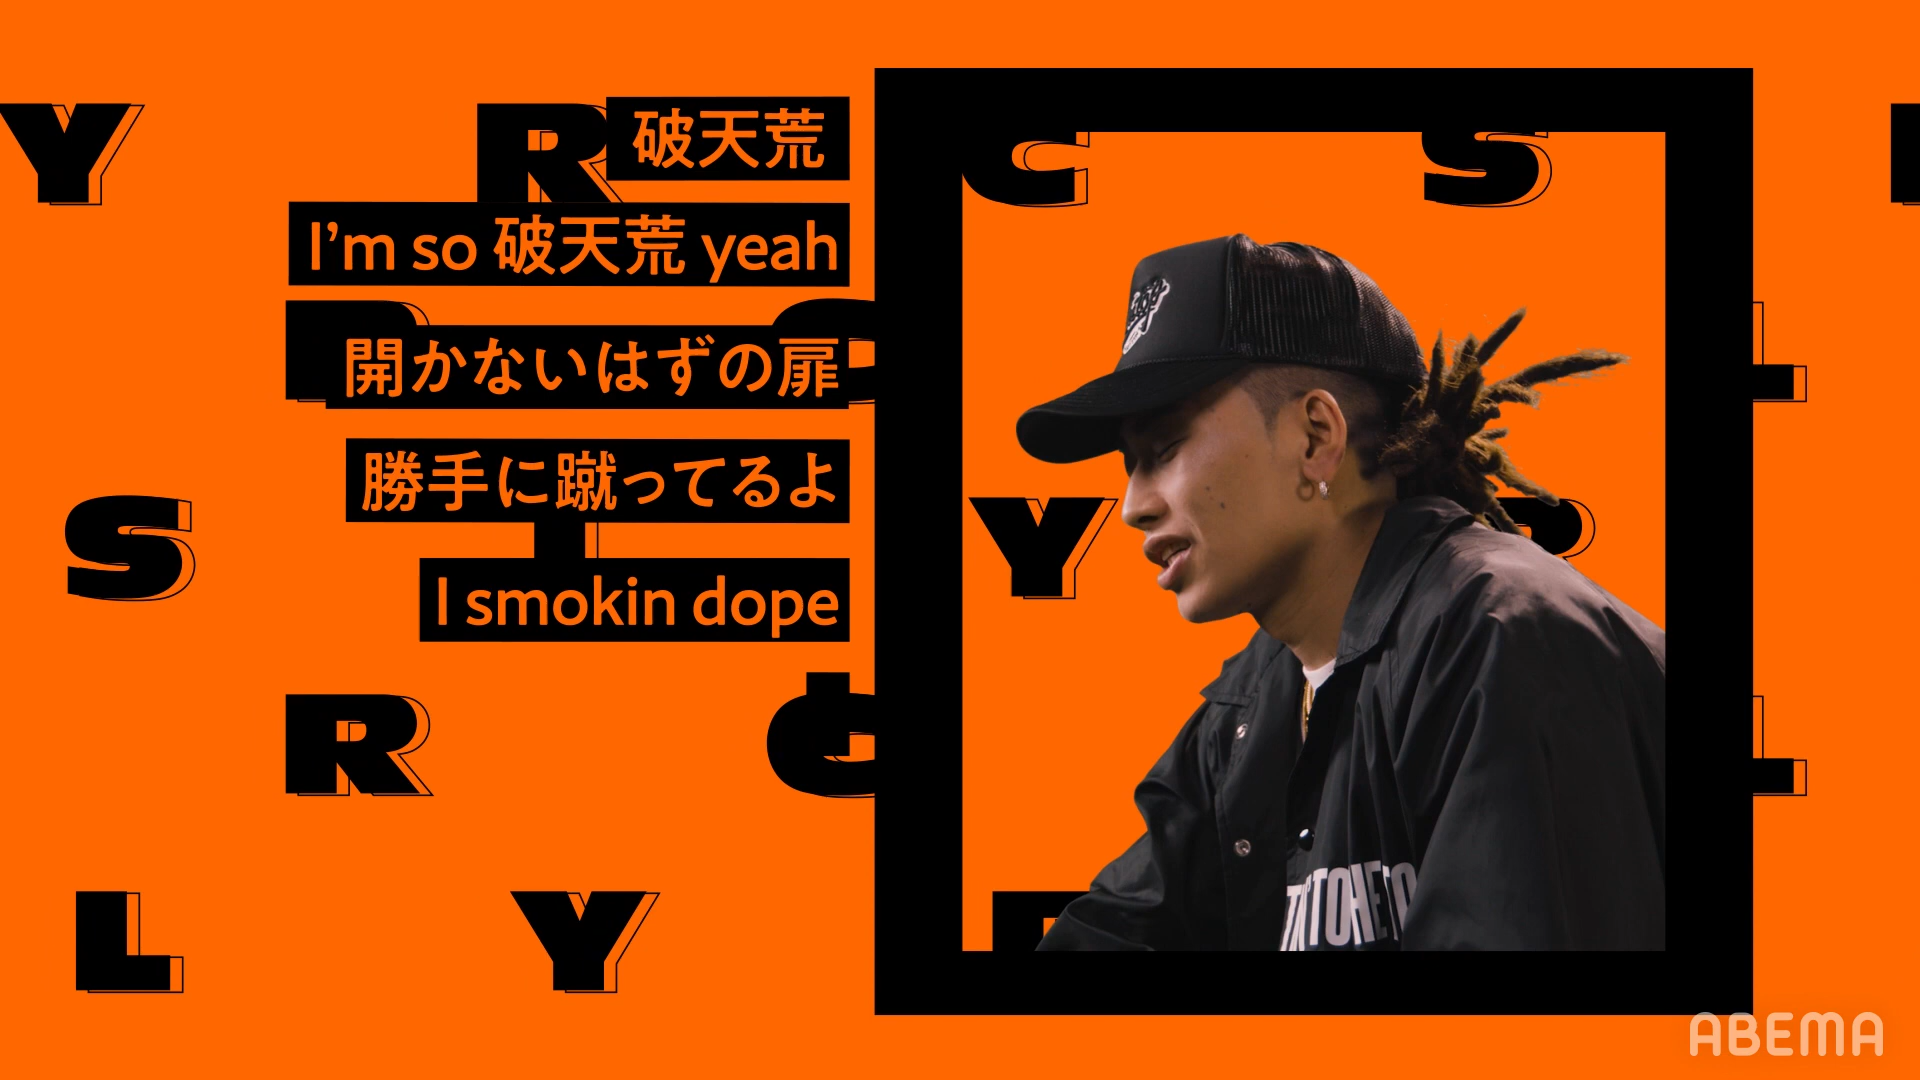 破天荒
I'm so 破天荒 yeah
開かないはずの扉
勝手に蹴ってるよ
I smokin dope
Y R C S
S I Y R
R C L
L Y
ABEMA